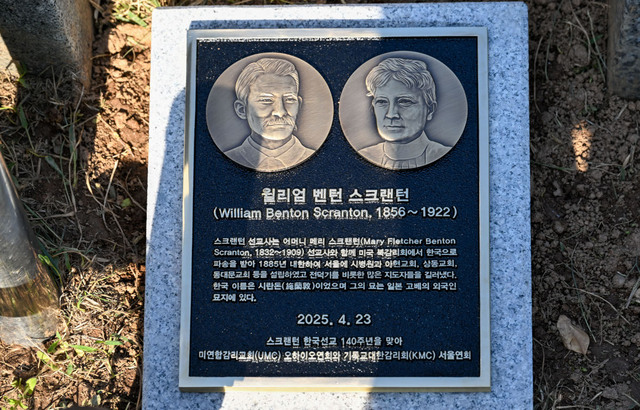 윌리엄 벤턴 스크랜턴
(William Benton Scranton, 1856～1922)
스크랜턴 선교사는 어머니 메리 스크랜턴(Mary Fletcher Benton
Scranton, 1832~1909) 선교사와 함께 미국 북감리회에서 한국으로
파송을 받아 1885년 내한하여 서울에 시병원과 아현교회, 상동교회,
동대문교회 등을 설립하였고 전덕기를 비롯한 많은 지도자들을 길러냈다.
한국 이름은 시란돈(施蘭敦)이었으며 그의 묘는 일본 고베의 외국인
묘지에 있다.
2025. 4. 23
스크랜턴 한국선교 140주년을 맞아
미연합감리교회(UMC) 오하이오연회와 기독교대한감리회(KMC) 서울연회